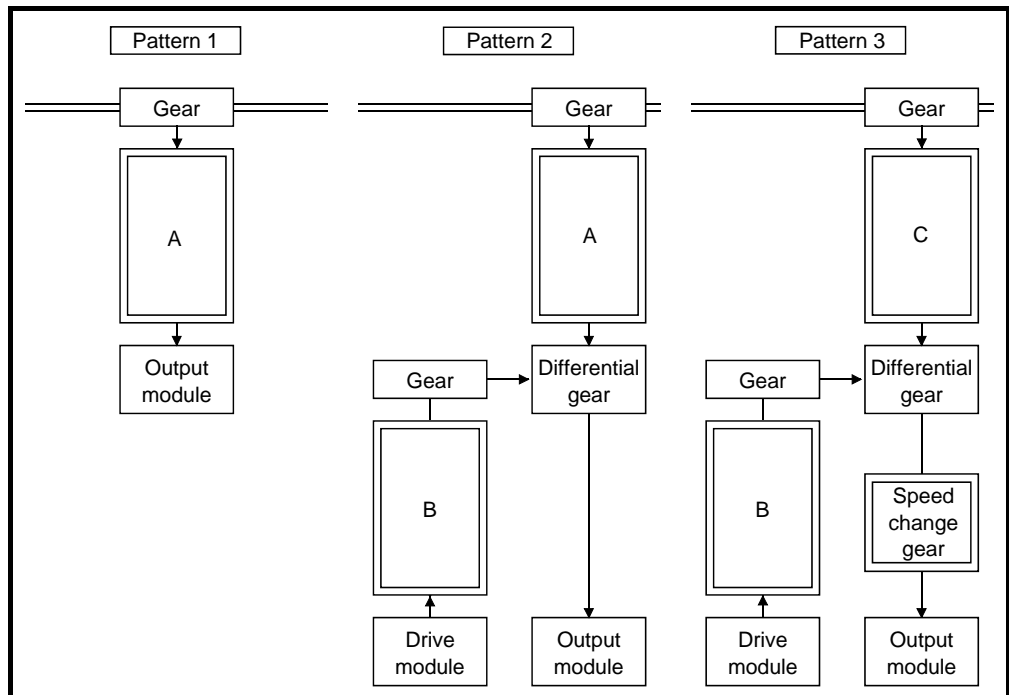 Pattern 1
Pattern 2
Pattern 3
Gear
Gear
Gear
A
A
C
Output
module
Gear
Differential
gear
Gear
Differential
gear
B
B
Speed
change
gear
Drive
module
Output
module
Drive
module
Output
module